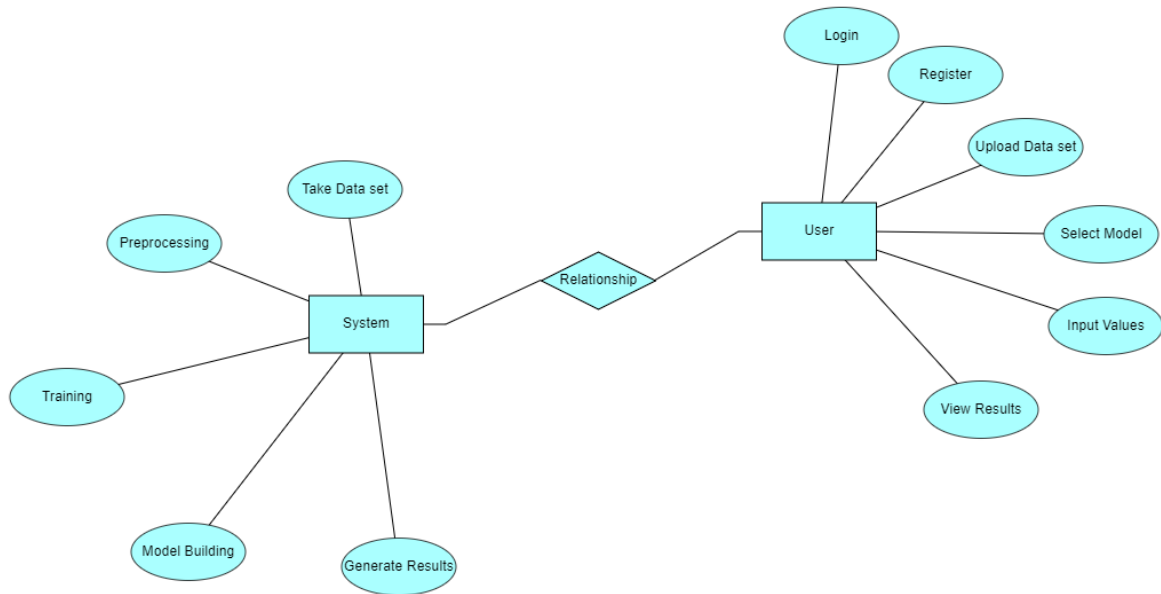 Login
Register
Upload Data set
Take Data set
Select Model
User
Preprocessing
Relationship
System
Input Values
Training
View Results
Model Building
Generate Results